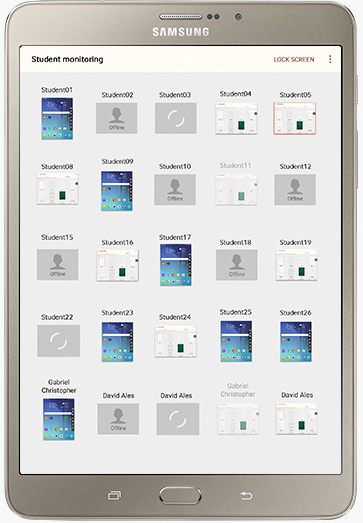 SAMSUNG
Student monitoring
LOCK SCREEN
Student01
Student02
Student03
Student04
Student05
Offline
Student08
Student09
Student10
Student11
Student12
Offline
Offline
Student15
Student16
Student17
Student18
Student19
Offline
Offline
Student22
Student23
Student24
Student25
Student26
Gabriel
Christopher
David Ales
David Ales
Gabriel
Christopher
David Ales
Offline